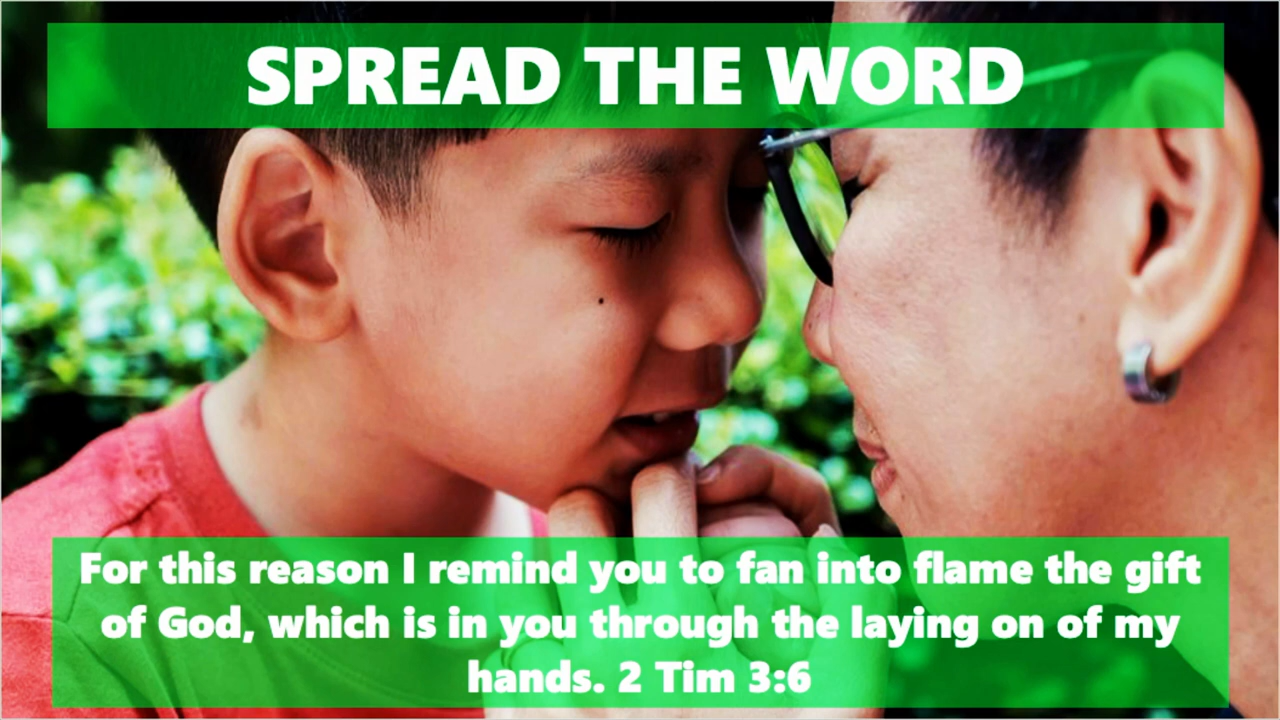 SPREAD THE WORD
For this reason I remind you to fan into flame the gift
of God, which is in you through the laying on of my
hands. 2 Tim 3:6